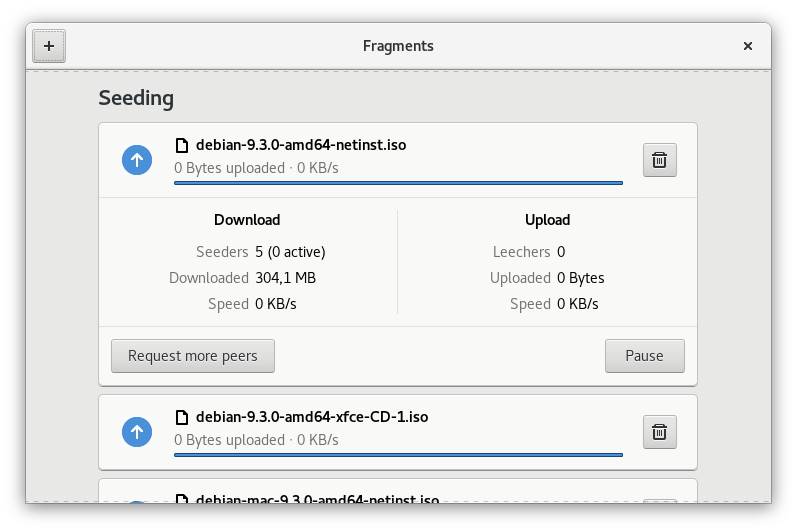 + Fragments ×
Seeding
debian-9.3.0-amd64-netinst.iso
0 Bytes uploaded · 0 KB/s
Download Upload
Seeders 5 (0 active) Leechers 0
Downloaded 304,1 MB Uploaded 0 Bytes
Speed 0 KB/s Speed 0 KB/s
Request more peers Pause
debian-9.3.0-amd64-xfce-CD-1.iso
0 Bytes uploaded · 0 KB/s
debian-mac-9.3.0-amd64-netinst.iso